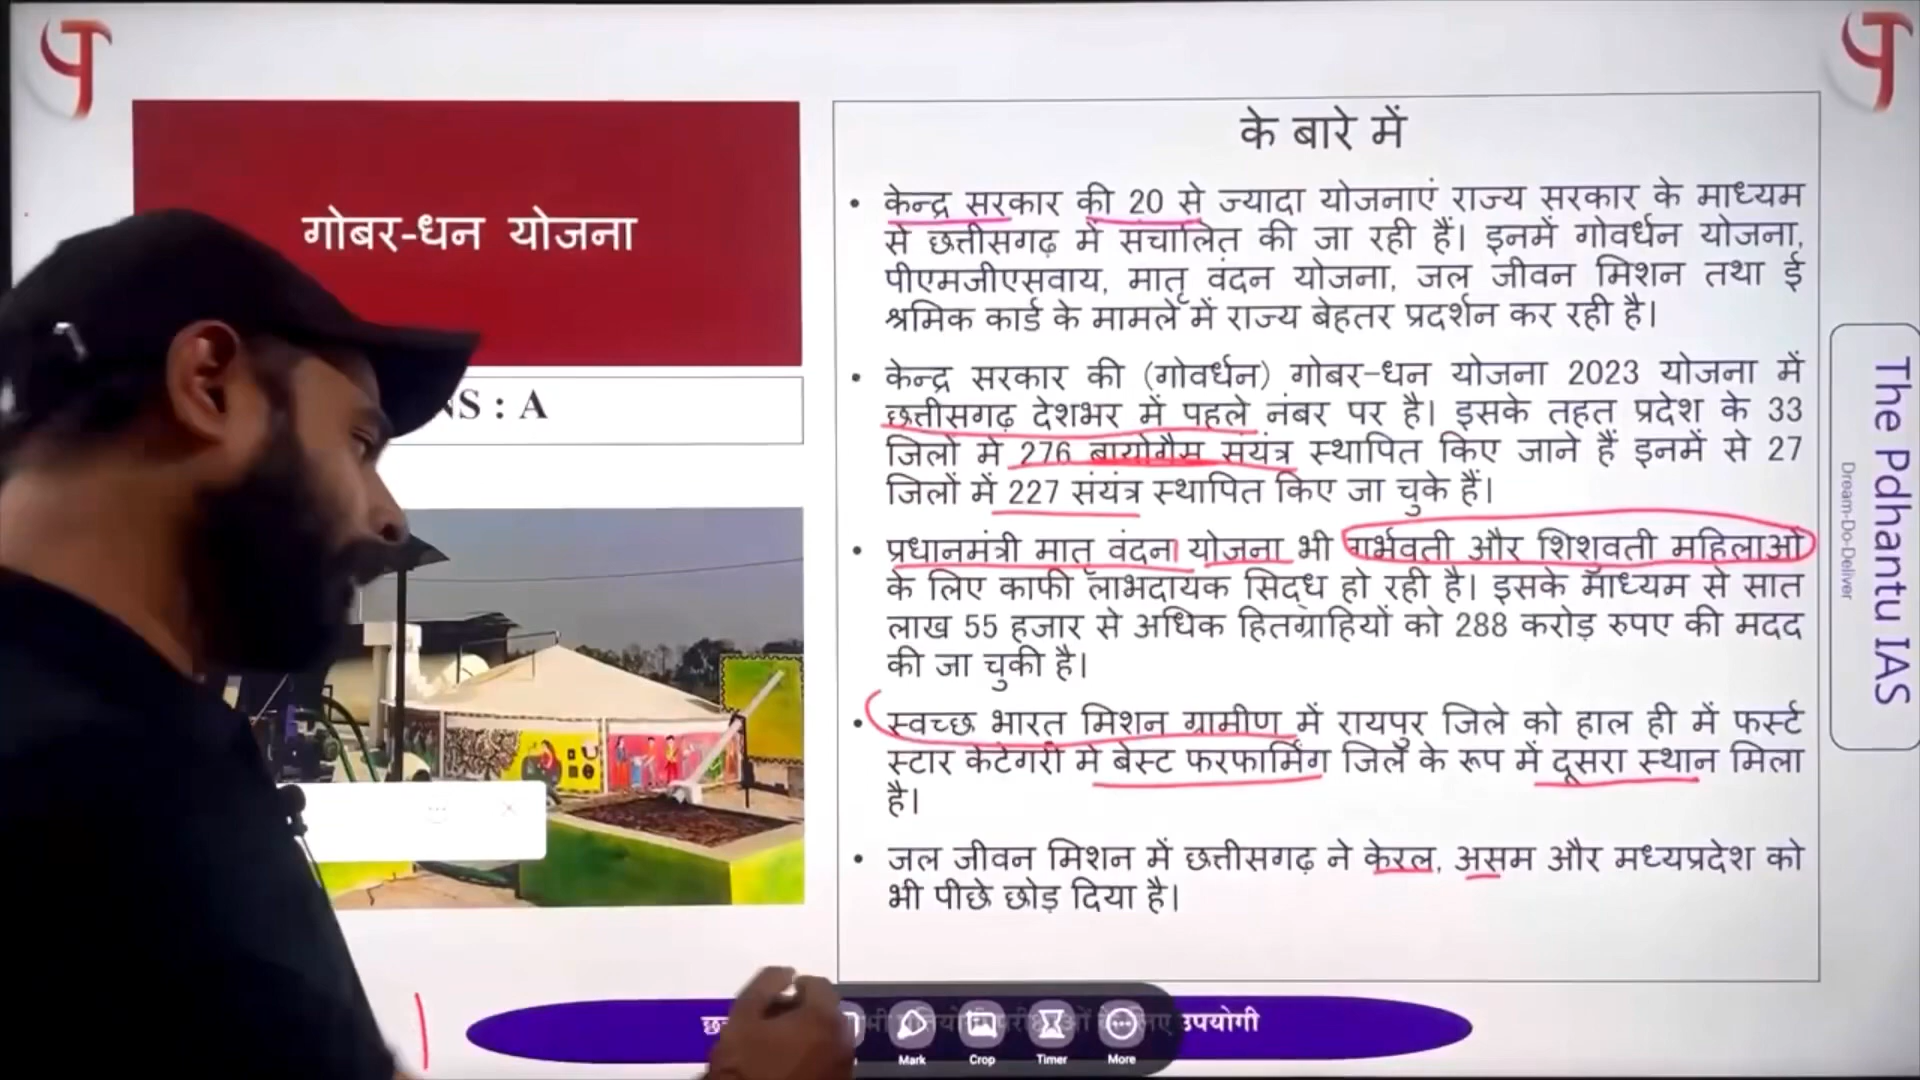 गोबर-धन योजना
NS : A
के बारे में
• केन्द्र सरकार की 20 से ज्यादा योजनाएं राज्य सरकार के माध्यम
से छत्तीसगढ़ में संचालित की जा रही हैं। इनमें गोवर्धन योजना,
पीएमजीएसवाय, मातृ वंदन योजना, जल जीवन मिशन तथा ई
श्रमिक कार्ड के मामले में राज्य बेहतर प्रदर्शन कर रही है।
• केन्द्र सरकार की (गोवर्धन) गोबर-धन योजना 2023 योजना में
छत्तीसगढ़ देशभर में पहले नंबर पर है। इसके तहत प्रदेश के 33
जिलों में 276 बायोगैस संयंत्र स्थापित किए जाने हैं इनमें से 27
जिलों में 227 संयंत्र स्थापित किए जा चुके हैं।
• प्रधानमंत्री मातृ वंदना योजना भी गर्भवती और शिशुवती महिलाओं
के लिए काफी लाभदायक सिद्ध हो रही है। इसके माध्यम से सात
लाख 55 हजार से अधिक हितग्राहियों को 288 करोड़ रुपए की मदद
की जा चुकी है।
• स्वच्छ भारत मिशन ग्रामीण में रायपुर जिले को हाल ही में फर्स्ट
स्टार केटेगरी में बेस्ट फरफार्मिंग जिले के रूप में दूसरा स्थान मिला
है।
• जल जीवन मिशन में छत्तीसगढ़ ने केरल, असम और मध्यप्रदेश को
भी पीछे छोड़ दिया है।
The Pdhantu IAS
Dream-Do-Deliver
उपयोगी
Mark Crop Timer More